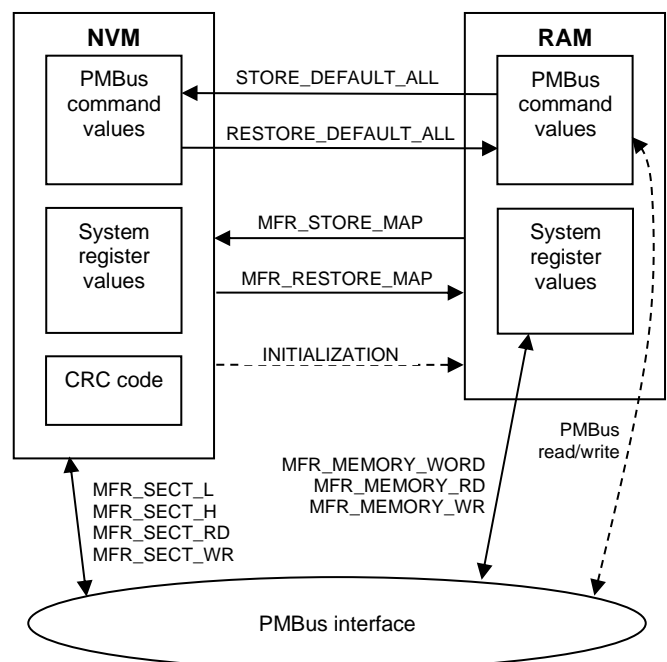 NVM
RAM
PMBus
command
values
STORE_DEFAULT_ALL
RESTORE_DEFAULT_ALL
PMBus
command
values
System
register
values
MFR_STORE_MAP
MFR_RESTORE_MAP
System
register
values
CRC code
INITIALIZATION
MFR_SECT_L
MFR_SECT_H
MFR_SECT_RD
MFR_SECT_WR
MFR_MEMORY_WORD
MFR_MEMORY_RD
MFR_MEMORY_WR
PMBus
read/write
PMBus interface